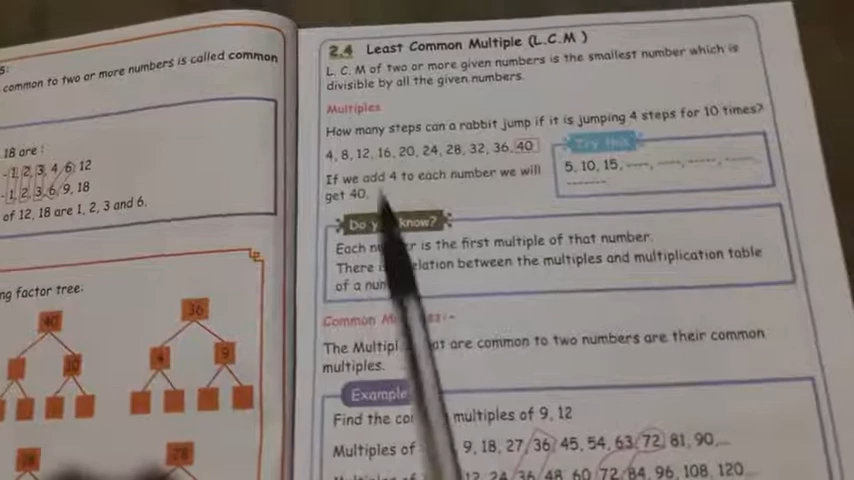 5:
common to two or more numbers is called common
18 are :
1, 2, 3, 4, 6, 12
1, 2, 3, 6, 9, 18
of 12, 18 are 1, 2, 3 and 6.
ng factor tree:
40
10
36
4
9
28
2.4 Least Common Multiple (L.C.M )
L. C. M of two or more given numbers is the smallest number which is
divisible by all the given numbers.
Multiples
How many steps can a rabbit jump if it is jumping 4 steps for 10 times?
4, 8, 12, 16, 20, 24, 28, 32, 36, 40
If we add 4 to each number we will
get 40.
Try this
5, 10, 15, ----, ----, ----, ----,
-------.
Do know?
Each is the first multiple of that number.
There relation between the multiples and multiplication table
of a
Common :-
The are common to two numbers are their common
multiples.
Example
Find the multiples of 9, 12
Multiples of 9, 18, 27, 36, 45, 54, 63, 72, 81, 90,...
12, 24, 36, 48, 60, 72, 84, 96, 108, 120